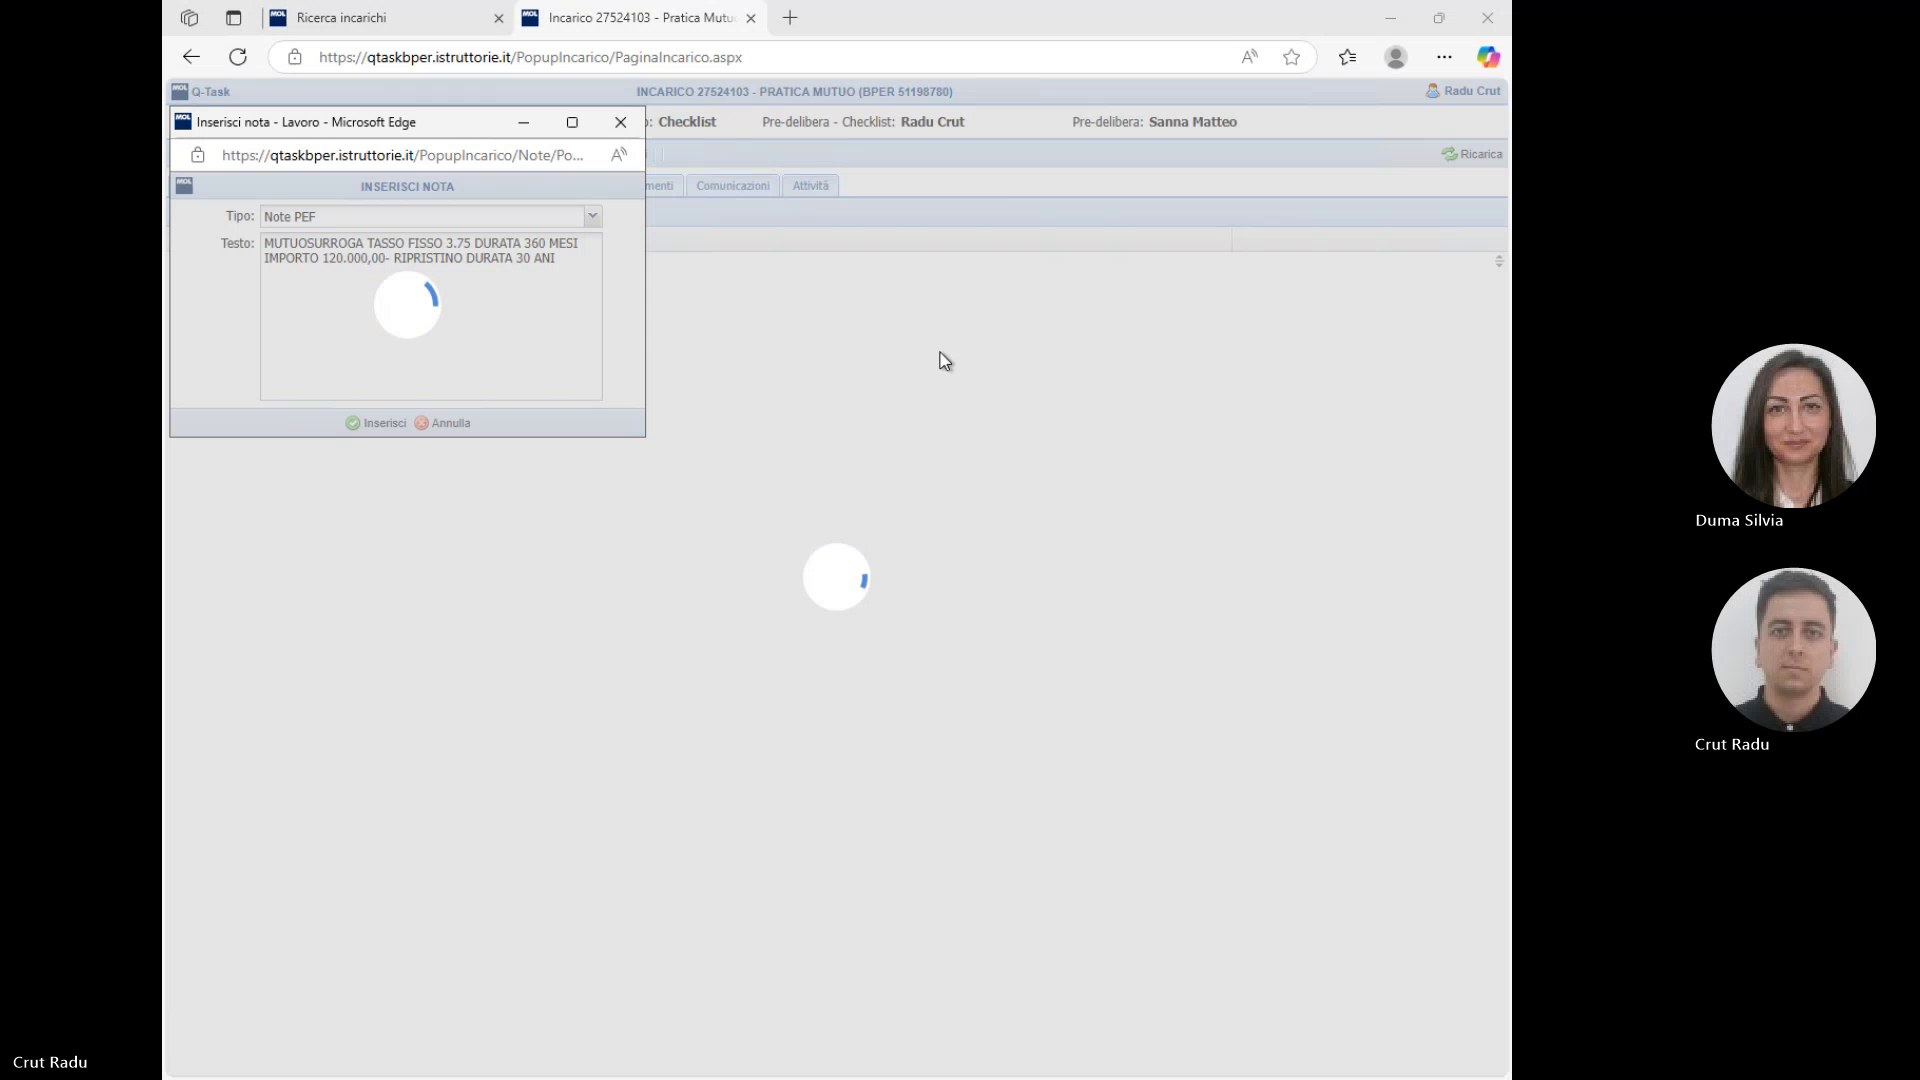 Ricerca incarichi
Incarico 27524103 - Pratica Mutu
https://qtaskbper.istruttorie.it/PopupIncarico/PaginaIncarico.aspx
MOL Q-Task
INCARICO 27524103 - PRATICA MUTUO (BPER 51198780)
Radu Crut
Inserisci nota - Lavoro - Microsoft Edge
o: Checklist
Pre-delibera - Checklist: Radu Crut
Pre-delibera: Sanna Matteo
https://qtaskbper.istruttorie.it/PopupIncarico/Note/Po...
Ricarica
MOL
INSERISCI NOTA
menti
Comunicazioni
Attività
Tipo: Note PEF
Testo: MUTUOSURROGA TASSO FISSO 3.75 DURATA 360 MESI
IMPORTO 120.000,00- RIPRISTINO DURATA 30 ANI
Inserisci
Annulla
Duma Silvia
Crut Radu
Crut Radu